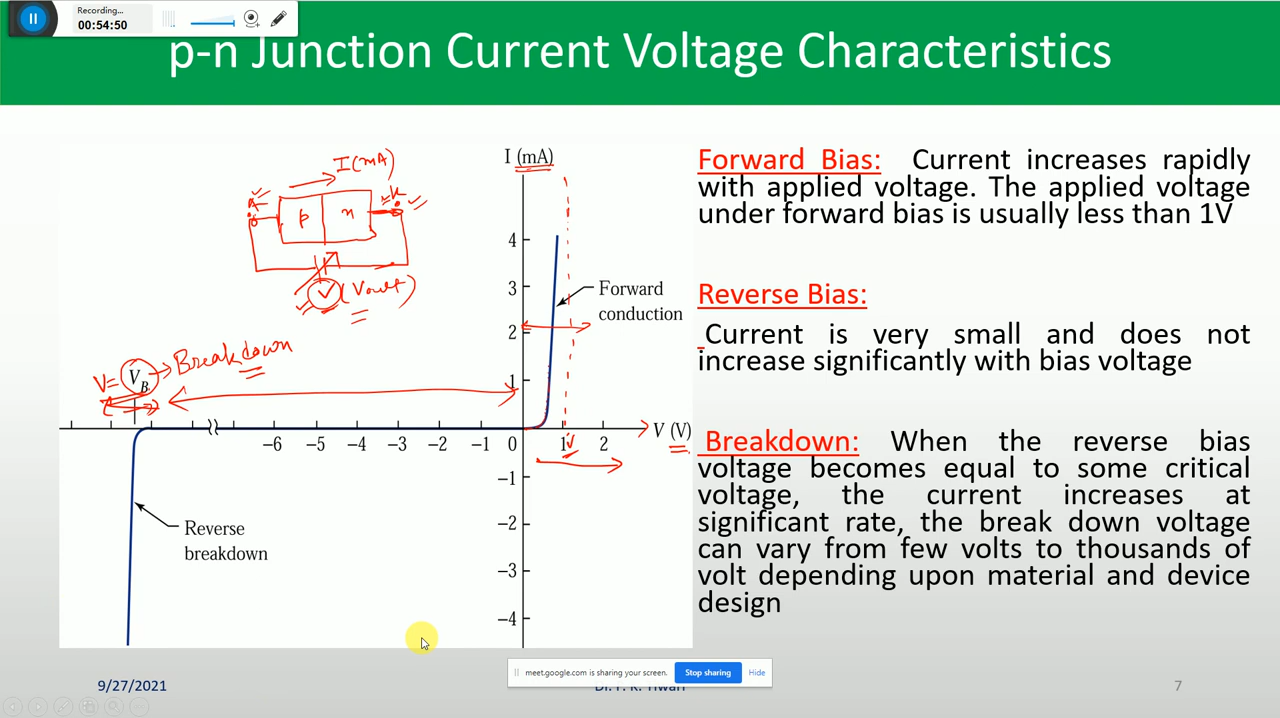 Recording...
00:54:50
p-n Junction Current Voltage Characteristics
I (mA)
I (mA)
p
n
V
(Vault)
4
3
2
1
Forward
conduction
V=
V_B
Breakdown
−6
−5
−4
−3
−2
−1
0
1
2
V (V)
−1
−2
−3
−4
Reverse
breakdown
Forward Bias: Current increases rapidly
with applied voltage. The applied voltage
under forward bias is usually less than 1V
Reverse Bias:
Current is very small and does not
increase significantly with bias voltage
Breakdown: When the reverse bias
voltage becomes equal to some critical
voltage, the current increases at
significant rate, the break down voltage
can vary from few volts to thousands of
volt depending upon material and device
design
meet.google.com is sharing your screen.
Stop sharing
Hide
9/27/2021
7